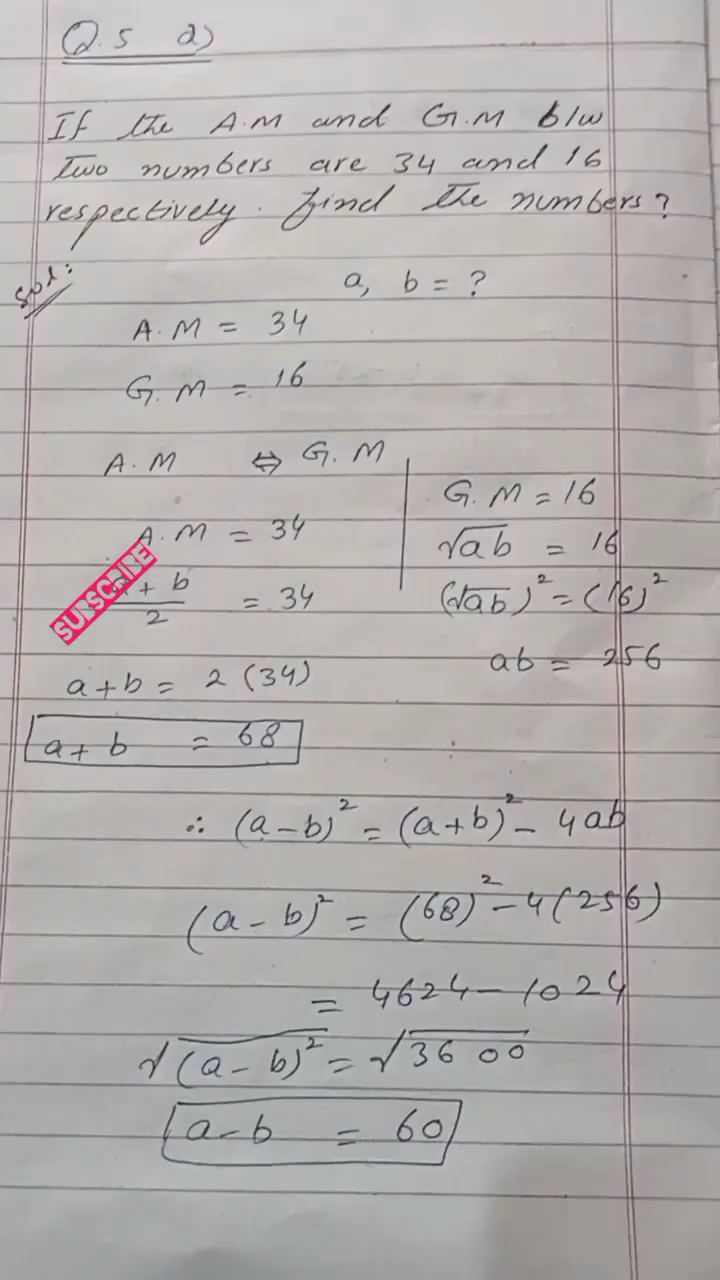 Q.5 a)
If the A.M and G.M b/w
Two numbers are 34 and 16
respectively. find the numbers?
Sol:
a, b = ?
A.M = 34
G.M = 16
A.M ⇔ G.M
A.M = 34
a + b / 2 = 34
a+b = 2 (34)
a+b = 68
G.M = 16
√ab = 16
(√ab)² = (16)²
ab = 256
∴ (a-b)² = (a+b)² - 4ab
(a-b)² = (68)² - 4(256)
= 4624 - 1024
√(a-b)² = √3600
a-b = 60
SUBSCRIBE